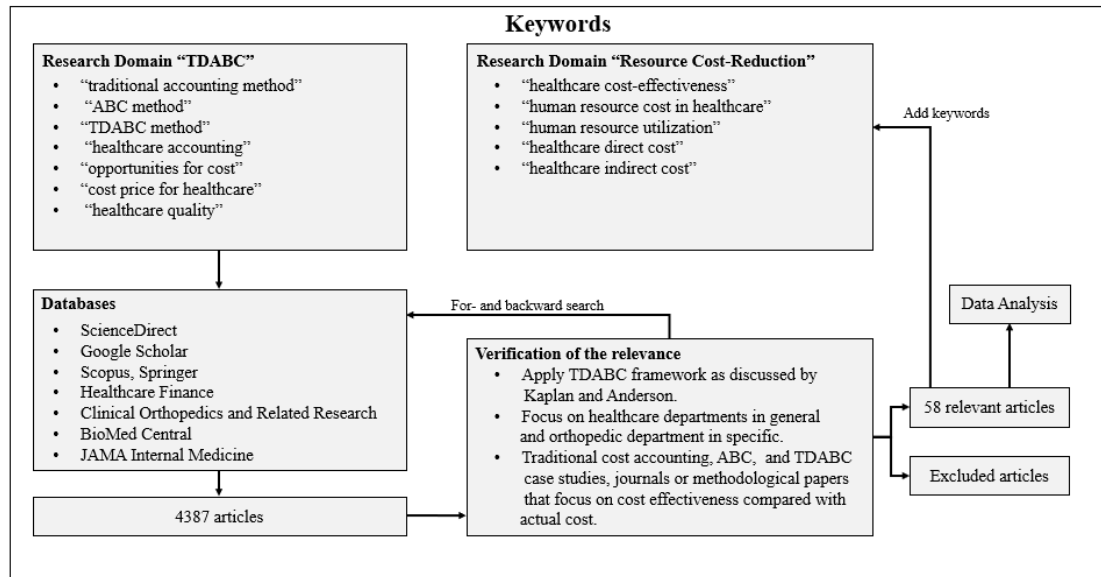 Keywords
Research Domain “TDABC”
• “traditional accounting method”
• “ABC method”
• “TDABC method”
• “healthcare accounting”
• “opportunities for cost”
• “cost price for healthcare”
• “healthcare quality”
Research Domain “Resource Cost-Reduction”
• “healthcare cost-effectiveness”
• “human resource cost in healthcare”
• “human resource utilization”
• “healthcare direct cost”
• “healthcare indirect cost”
Add keywords
Databases
• ScienceDirect
• Google Scholar
• Scopus, Springer
• Healthcare Finance
• Clinical Orthopedics and Related Research
• BioMed Central
• JAMA Internal Medicine
For- and backward search
4387 articles
Verification of the relevance
• Apply TDABC framework as discussed by
Kaplan and Anderson.
• Focus on healthcare departments in general
and orthopedic department in specific.
• Traditional cost accounting, ABC, and TDABC
case studies, journals or methodological papers
that focus on cost effectiveness compared with
actual cost.
Data Analysis
58 relevant articles
Excluded articles